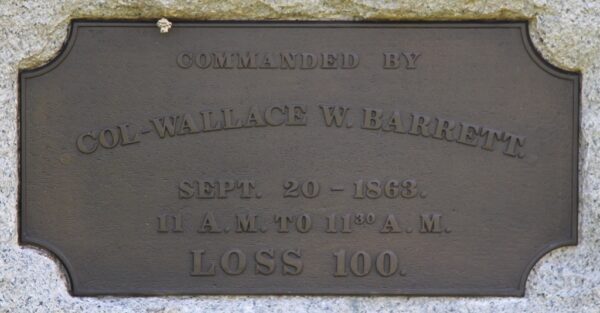 COMMANDED BY
COL-WALLACE W. BARRETT.
SEPT. 20 - 1863.
11 A.M. TO 11³⁰ A.M.
LOSS 100.